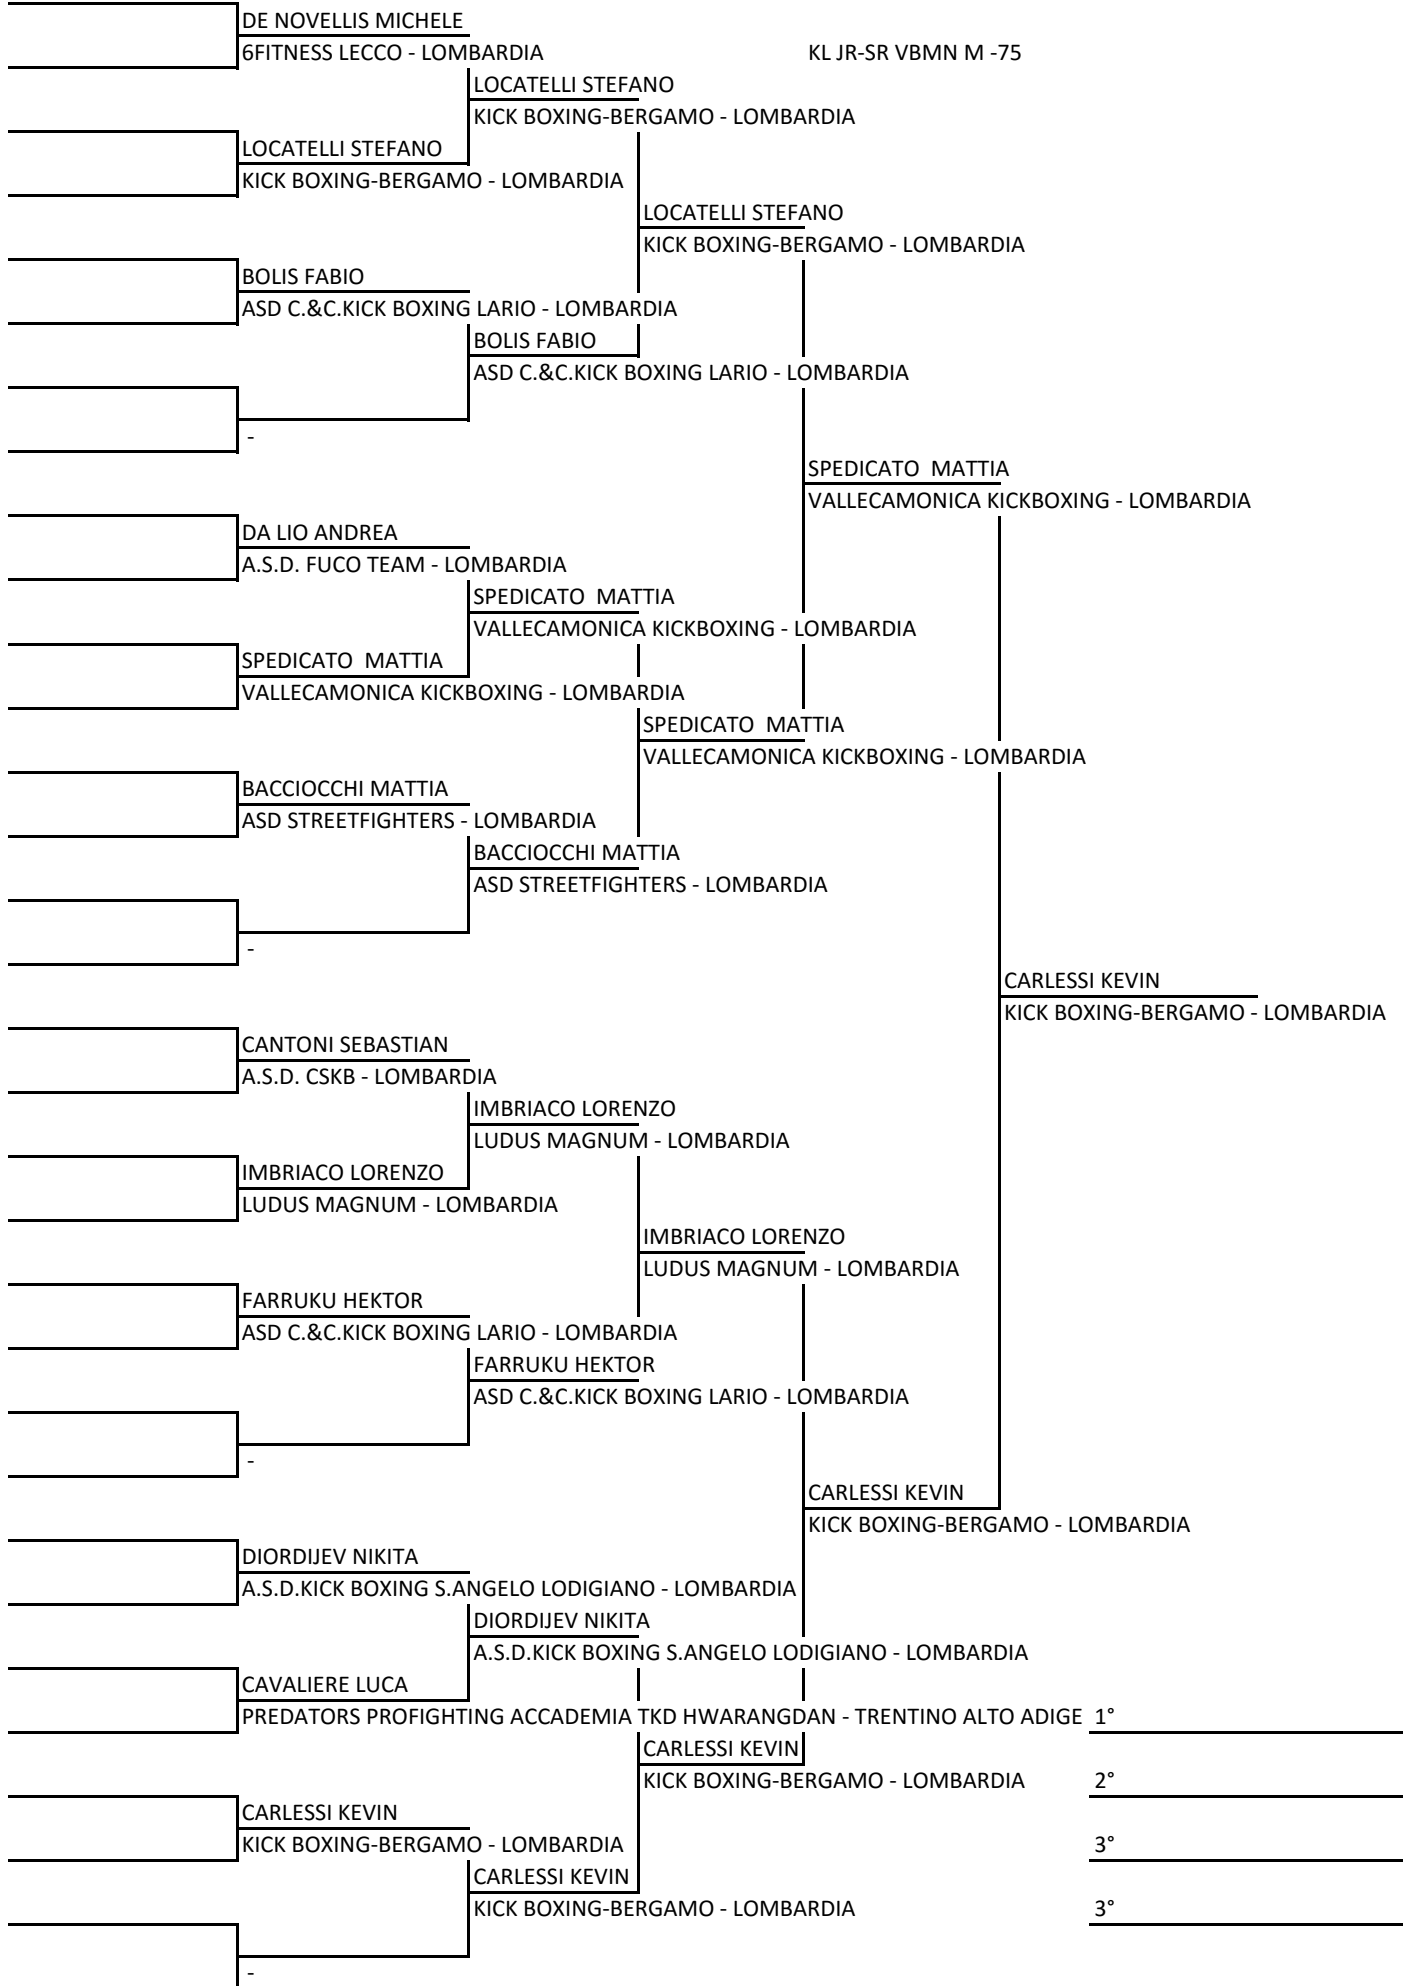 DE NOVELLIS MICHELE
6FITNESS LECCO - LOMBARDIA
KL JR-SR VBMN M -75
LOCATELLI STEFANO
KICK BOXING-BERGAMO - LOMBARDIA
LOCATELLI STEFANO
KICK BOXING-BERGAMO - LOMBARDIA
LOCATELLI STEFANO
KICK BOXING-BERGAMO - LOMBARDIA
BOLIS FABIO
ASD C.&C.KICK BOXING LARIO - LOMBARDIA
BOLIS FABIO
ASD C.&C.KICK BOXING LARIO - LOMBARDIA
-
SPEDICATO  MATTIA
VALLECAMONICA KICKBOXING - LOMBARDIA
DA LIO ANDREA
A.S.D. FUCO TEAM - LOMBARDIA
SPEDICATO  MATTIA
VALLECAMONICA KICKBOXING - LOMBARDIA
SPEDICATO  MATTIA
VALLECAMONICA KICKBOXING - LOMBARDIA
SPEDICATO  MATTIA
VALLECAMONICA KICKBOXING - LOMBARDIA
BACCIOCCHI MATTIA
ASD STREETFIGHTERS - LOMBARDIA
BACCIOCCHI MATTIA
ASD STREETFIGHTERS - LOMBARDIA
-
CARLESSI KEVIN
KICK BOXING-BERGAMO - LOMBARDIA
CANTONI SEBASTIAN
A.S.D. CSKB - LOMBARDIA
IMBRIACO LORENZO
LUDUS MAGNUM - LOMBARDIA
IMBRIACO LORENZO
LUDUS MAGNUM - LOMBARDIA
IMBRIACO LORENZO
LUDUS MAGNUM - LOMBARDIA
FARRUKU HEKTOR
ASD C.&C.KICK BOXING LARIO - LOMBARDIA
FARRUKU HEKTOR
ASD C.&C.KICK BOXING LARIO - LOMBARDIA
-
CARLESSI KEVIN
KICK BOXING-BERGAMO - LOMBARDIA
DIORDIJEV NIKITA
A.S.D.KICK BOXING S.ANGELO LODIGIANO - LOMBARDIA
DIORDIJEV NIKITA
A.S.D.KICK BOXING S.ANGELO LODIGIANO - LOMBARDIA
CAVALIERE LUCA
PREDATORS PROFIGHTING ACCADEMIA TKD HWARANGDAN - TRENTINO ALTO ADIGE
1°
CARLESSI KEVIN
KICK BOXING-BERGAMO - LOMBARDIA
2°
CARLESSI KEVIN
KICK BOXING-BERGAMO - LOMBARDIA
3°
CARLESSI KEVIN
KICK BOXING-BERGAMO - LOMBARDIA
3°
-